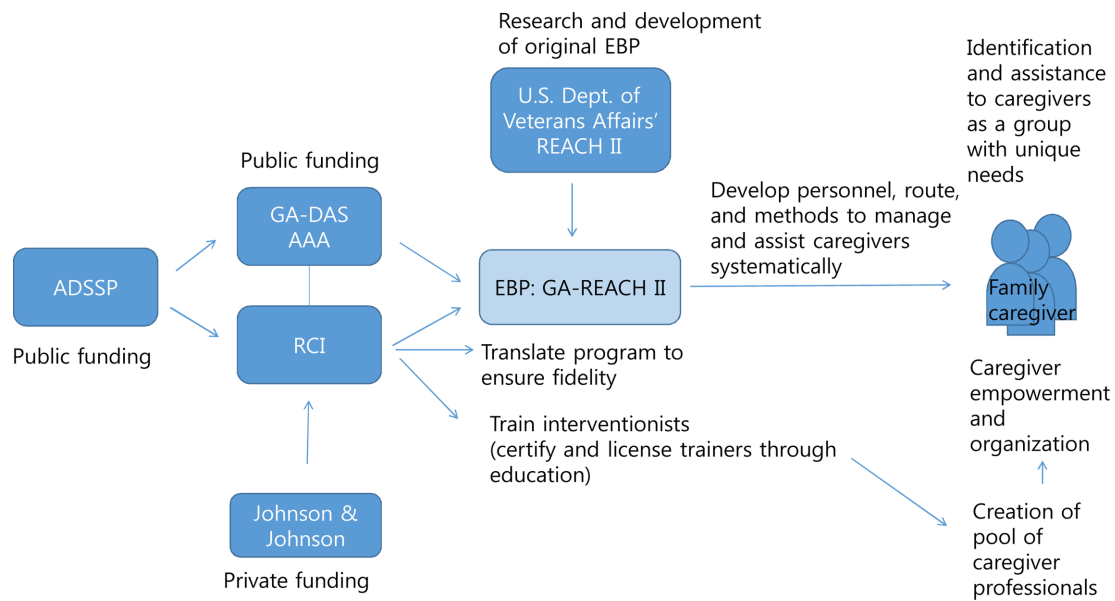 Research and development
of original EBP
U.S. Dept. of
Veterans Affairs'
REACH II
Identification
and assistance
to caregivers
as a group
with unique
needs
Public funding
GA-DAS
AAA
Develop personnel, route,
and methods to manage
and assist caregivers
systematically
ADSSP
Public funding
EBP: GA-REACH II
Family
caregiver
RCI
Translate program to
ensure fidelity
Train interventionists
(certify and license trainers through
education)
Caregiver
empowerment
and
organization
Johnson &
Johnson
Private funding
Creation of
pool of
caregiver
professionals